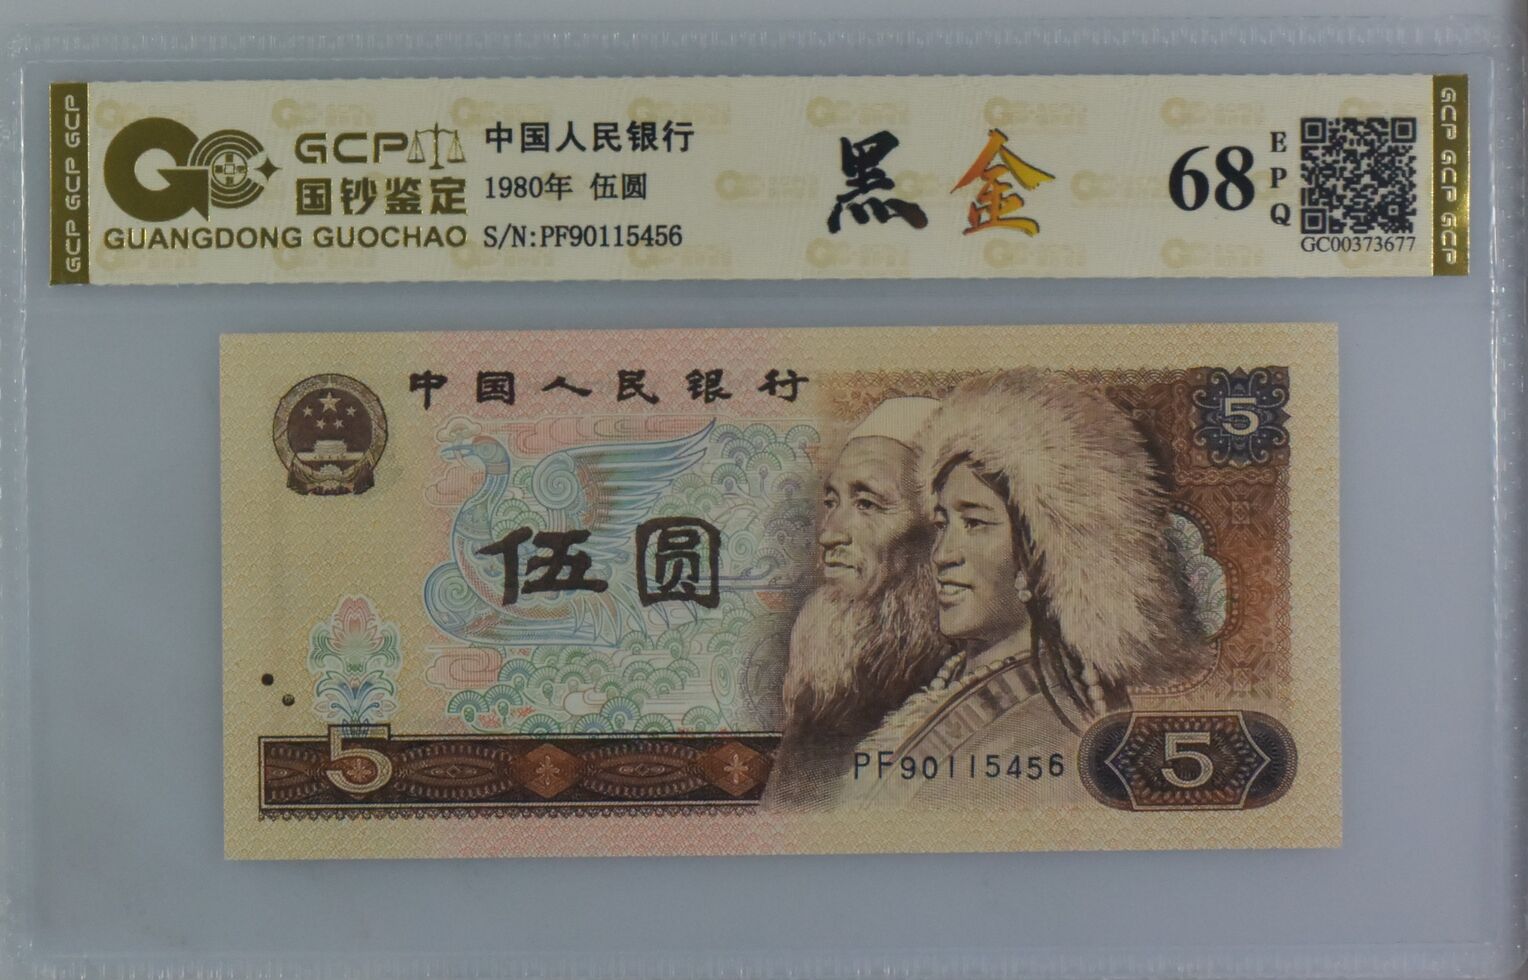 GCP GCP GCP
GCP
国钞鉴定
GUANGDONG GUOCHAO
中国人民银行
1980年 伍圆
S/N:PF90115456
黑金
68
EPQ
GC00373677
GCP GCP GCP
中国人民银行
5
伍圆
5
PF90115456
5